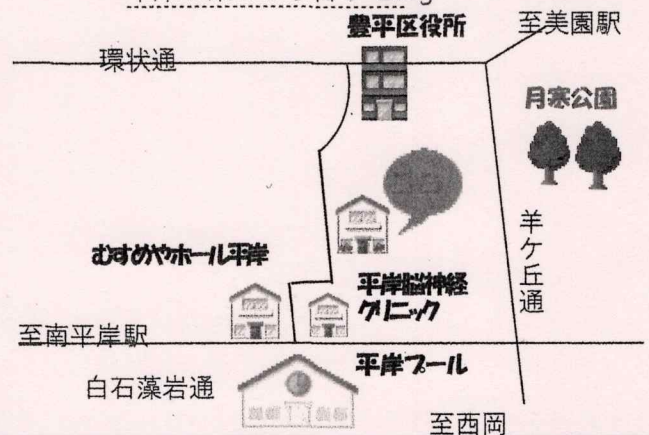 豊平区役所
至美園駅
環状通
月寒公園
ここ
羊ケ丘通
むすめやホール平岸
平岸脳神経
クリニック
至南平岸駅
平岸プール
白石藻岩通
至西岡